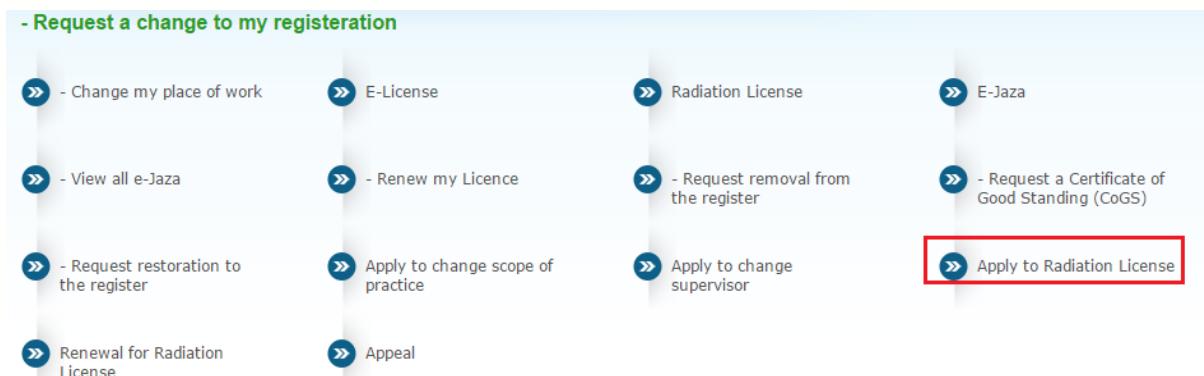 - Request a change to my registeration
- Change my place of work
E-License
Radiation License
E-Jaza
- View all e-Jaza
- Renew my Licence
- Request removal from
the register
- Request a Certificate of
Good Standing (CoGS)
- Request restoration to
the register
Apply to change scope of
practice
Apply to change
supervisor
Apply to Radiation License
Renewal for Radiation
License
Appeal